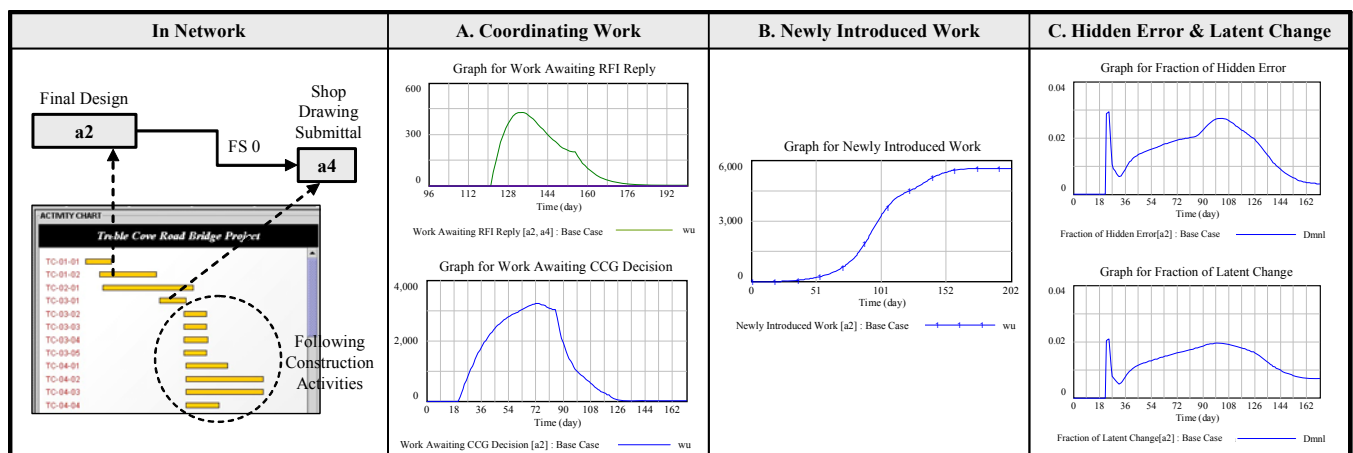 In Network
A. Coordinating Work
B. Newly Introduced Work
C. Hidden Error & Latent Change
Final Design
a2
Shop
Drawing
Submittal
a4
FS 0
ACTIVITY CHART
Treble Cove Road Bridge Project
TC-01-01
TC-01-02
TC-02-01
TC-03-01
TC-03-02
TC-03-03
TC-03-04
TC-03-05
TC-04-01
TC-04-02
TC-04-03
TC-04-04
Following
Construction
Activities
Graph for Work Awaiting RFI Reply
600
300
0
96 112 128 144 160 176 192
Time (day)
Work Awaiting RFI Reply [a2, a4] : Base Case wu
Graph for Work Awaiting CCG Decision
4,000
2,000
0
0 18 36 54 72 90 108 126 144 162
Time (day)
Work Awaiting CCG Decision [a2] : Base Case wu
Graph for Newly Introduced Work
6,000
3,000
0
0 51 101 152 202
Time (day)
Newly Introduced Work [a2] : Base Case wu
Graph for Fraction of Hidden Error
0.04
0.02
0
0 18 36 54 72 90 108 126 144 162
Time (day)
Fraction of Hidden Error[a2] : Base Case Dmnl
Graph for Fraction of Latent Change
0.04
0.02
0
0 18 36 54 72 90 108 126 144 162
Time (day)
Fraction of Latent Change[a2] : Base Case Dmnl